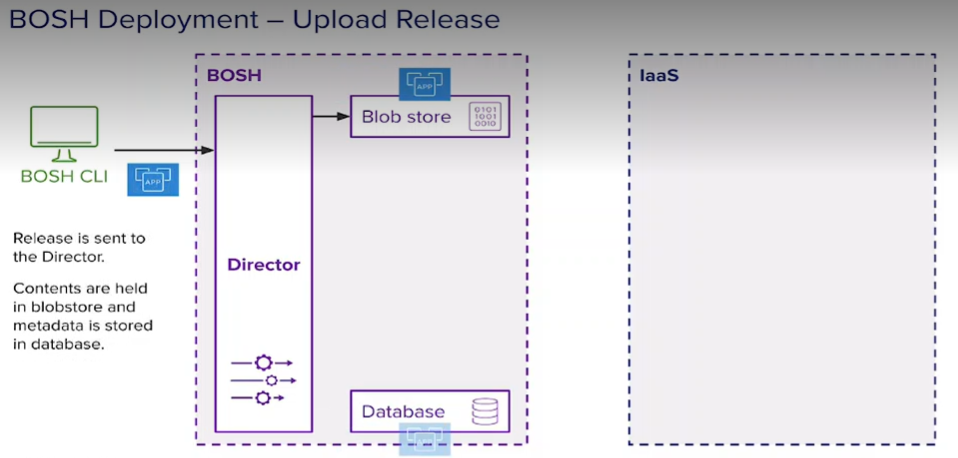 BOSH Deployment – Upload Release
BOSH
IaaS
APP
Blob store
0101
1001
0010
BOSH CLI
APP
Release is sent to
the Director.
Director
Contents are held
in blobstore and
metadata is stored
in database.
Database